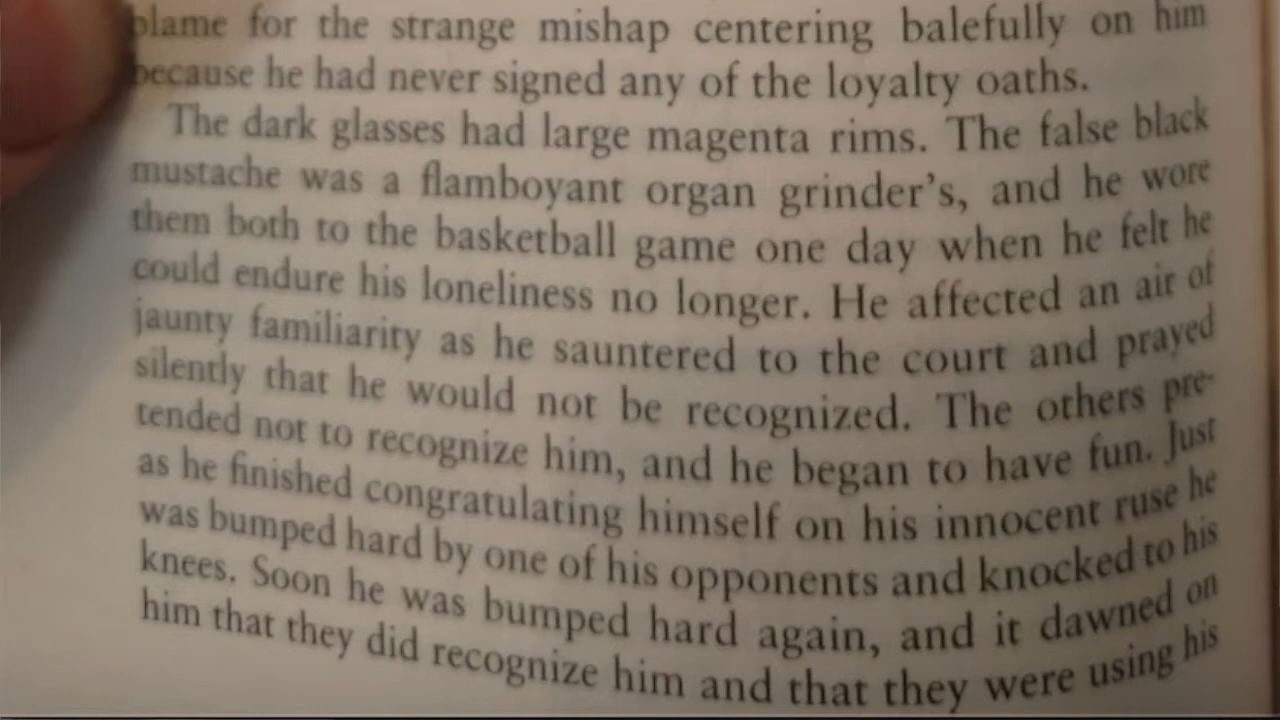 blame for the strange mishap centering balefully on him
because he had never signed any of the loyalty oaths.
The dark glasses had large magenta rims. The false black
mustache was a flamboyant organ grinder's, and he wore
them both to the basketball game one day when he felt he
could endure his loneliness no longer. He affected an air of
jaunty familiarity as he sauntered to the court and prayed
silently that he would not be recognized. The others pre-
tended not to recognize him, and he began to have fun. Just
as he finished congratulating himself on his innocent ruse he
was bumped hard by one of his opponents and knocked to his
knees. Soon he was bumped hard again, and it dawned on
him that they did recognize him and that they were using his